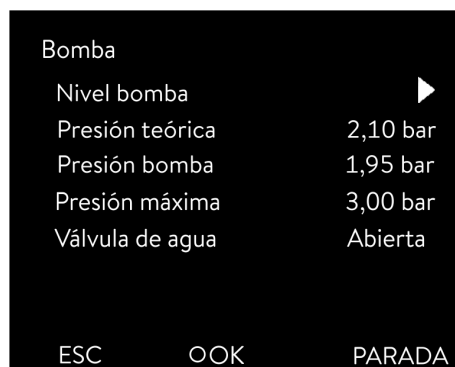 Bomba
Nivel bomba
Presión teórica 2,10 bar
Presión bomba 1,95 bar
Presión máxima 3,00 bar
Válvula de agua Abierta
ESC OOK PARADA